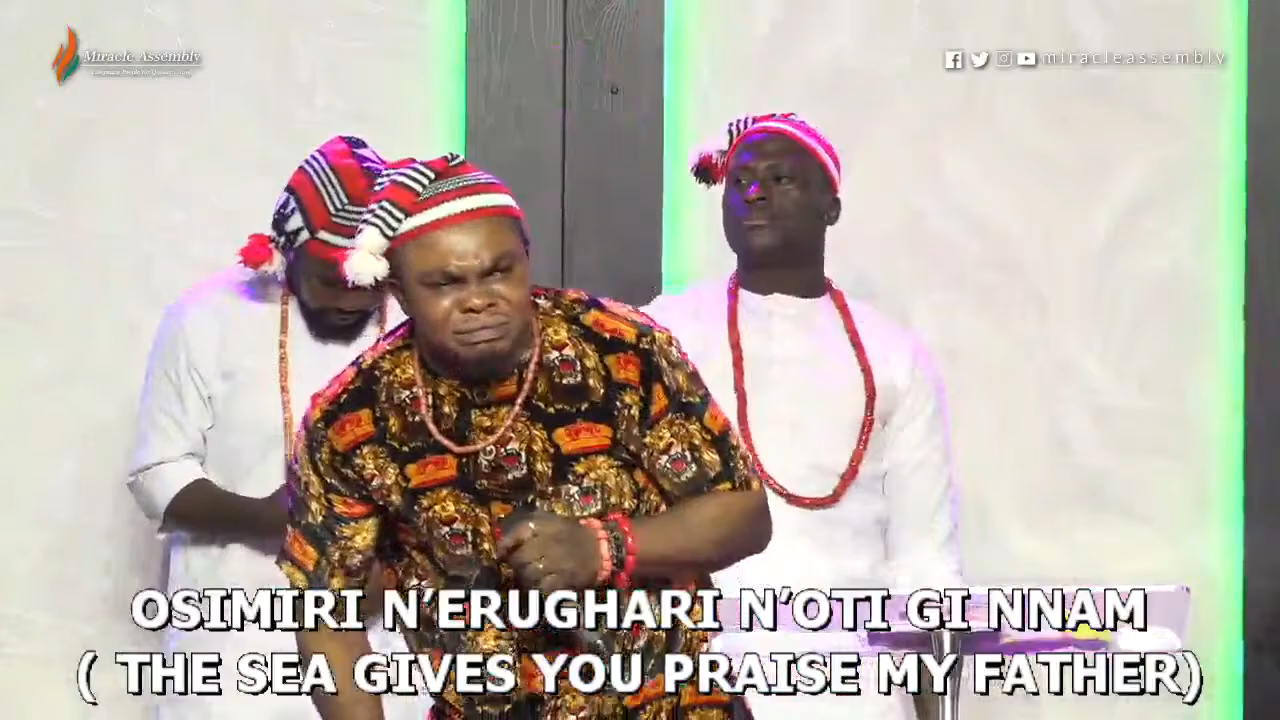 Miracle Assembly
miracleassembly
OSIMIRI N'ERUGHARI N'OTI GI NNAM
( THE SEA GIVES YOU PRAISE MY FATHER)